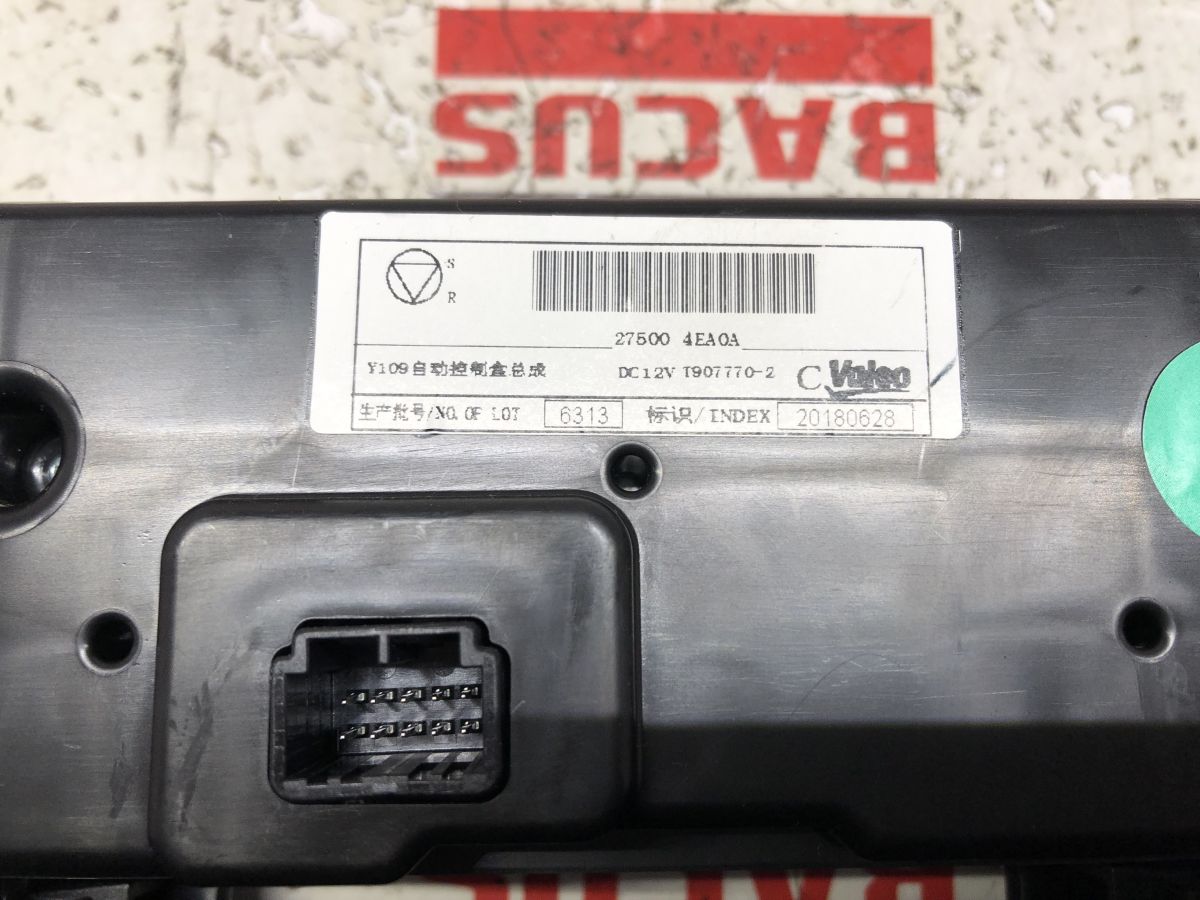 BACUS
S
R
27500 4EA0A
Y109自动控制盒总成 DC12V T907770-2 C Valeo
生产批号/NO. OF LOT 6313 标识/INDEX 20180628
BACUS